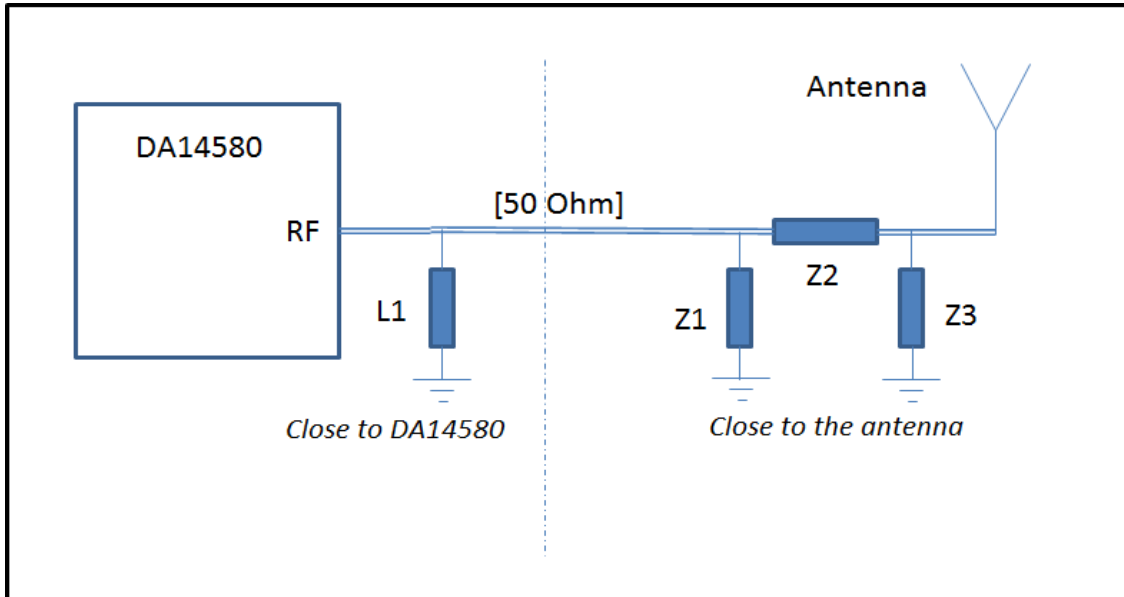 Antenna
DA14580
[50 Ohm]
RF
Z2
L1
Z1
Z3
Close to DA14580
Close to the antenna